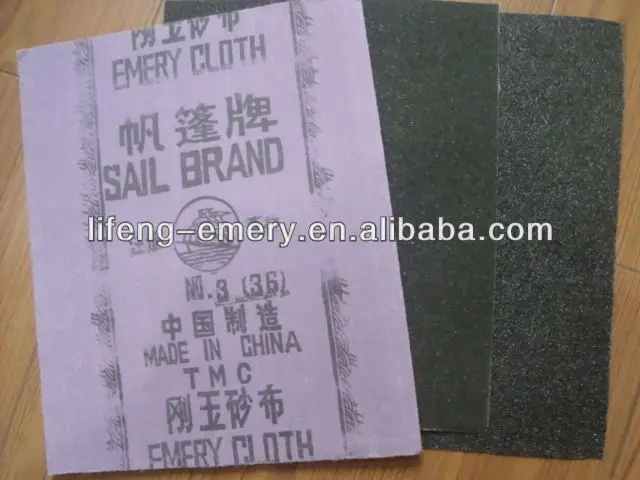 刚玉砂布
EMERY CLOTH
帆篷牌
SAIL BRAND
lifeng-emery.en.alibaba.com
NO.3 (36)
中国制造
MADE IN CHINA
TMC
刚玉砂布
EMERY CLOTH